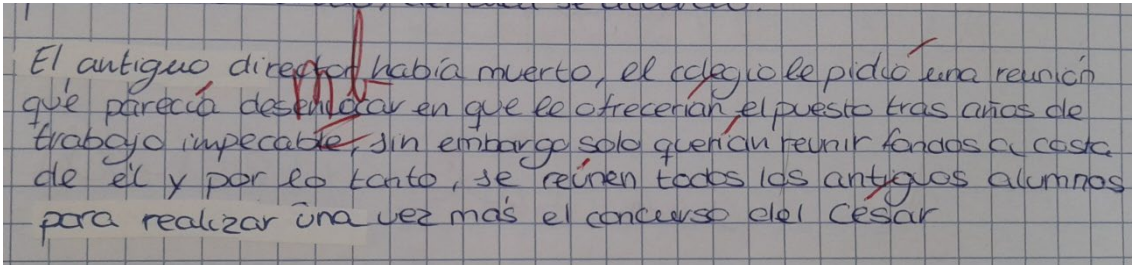 El antiguo director había muerto, el colegio le pidió una reunión
que parecía desembocar en que le ofrecerían el puesto tras años de
trabajo impecable, sin embargo solo querían reunir fondos a costa
de él y por lo tanto, se reúnen todos los antiguos alumnos
para realizar una vez más el concurso del César